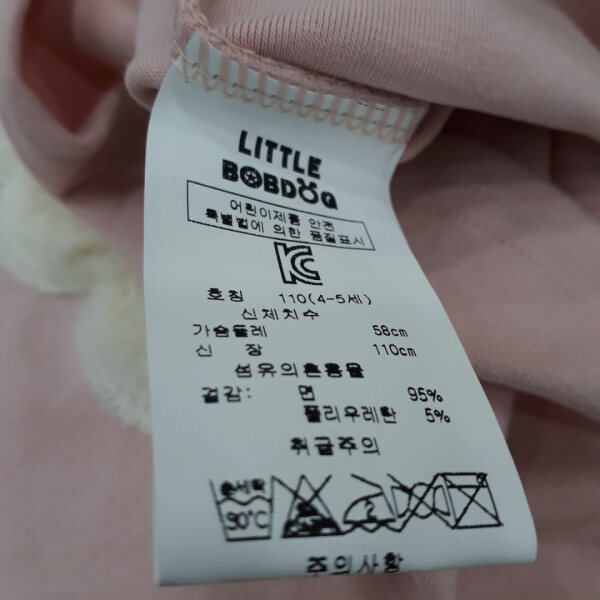 LITTLE
BOBDOG
어린이제품 안전
특별법에 의한 품질표시
KC
호칭 110(4-5세)
신체치수
가슴둘레 58cm
신 장 110cm
섬유의혼용율
겉감: 면 95%
폴리우레탄 5%
취급주의
손세탁
30℃
2
주의사항